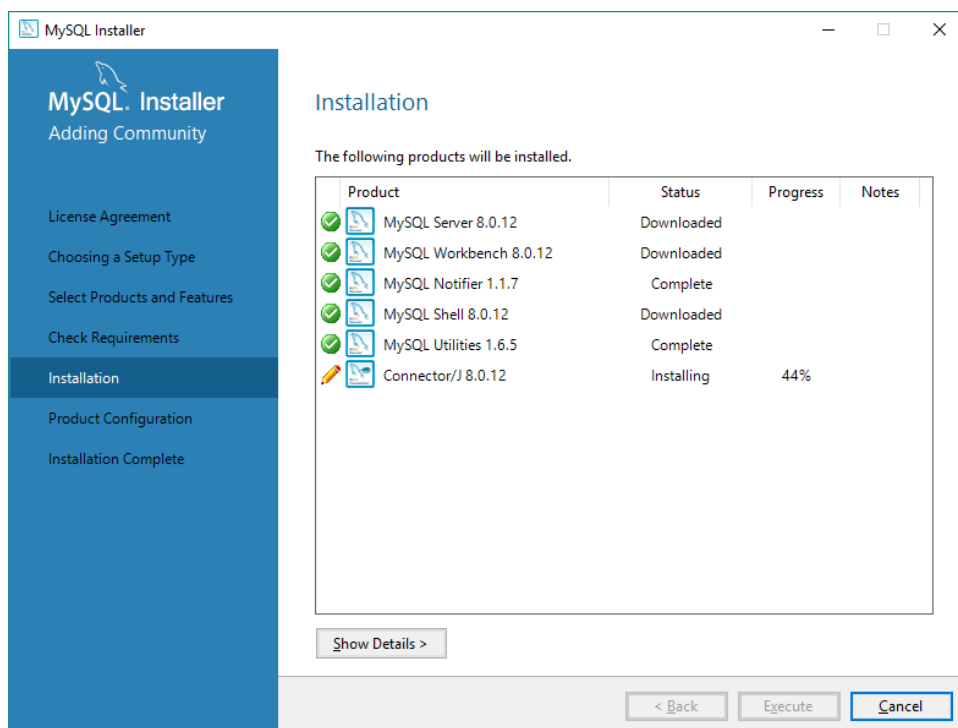 MySQL Installer
MySQL. Installer
Adding Community
License Agreement
Choosing a Setup Type
Select Products and Features
Check Requirements
Installation
Product Configuration
Installation Complete
Installation
The following products will be installed.
Product Status Progress Notes
MySQL Server 8.0.12 Downloaded
MySQL Workbench 8.0.12 Downloaded
MySQL Notifier 1.1.7 Complete
MySQL Shell 8.0.12 Downloaded
MySQL Utilities 1.6.5 Complete
Connector/J 8.0.12 Installing 44%
Show Details >
< Back Execute Cancel